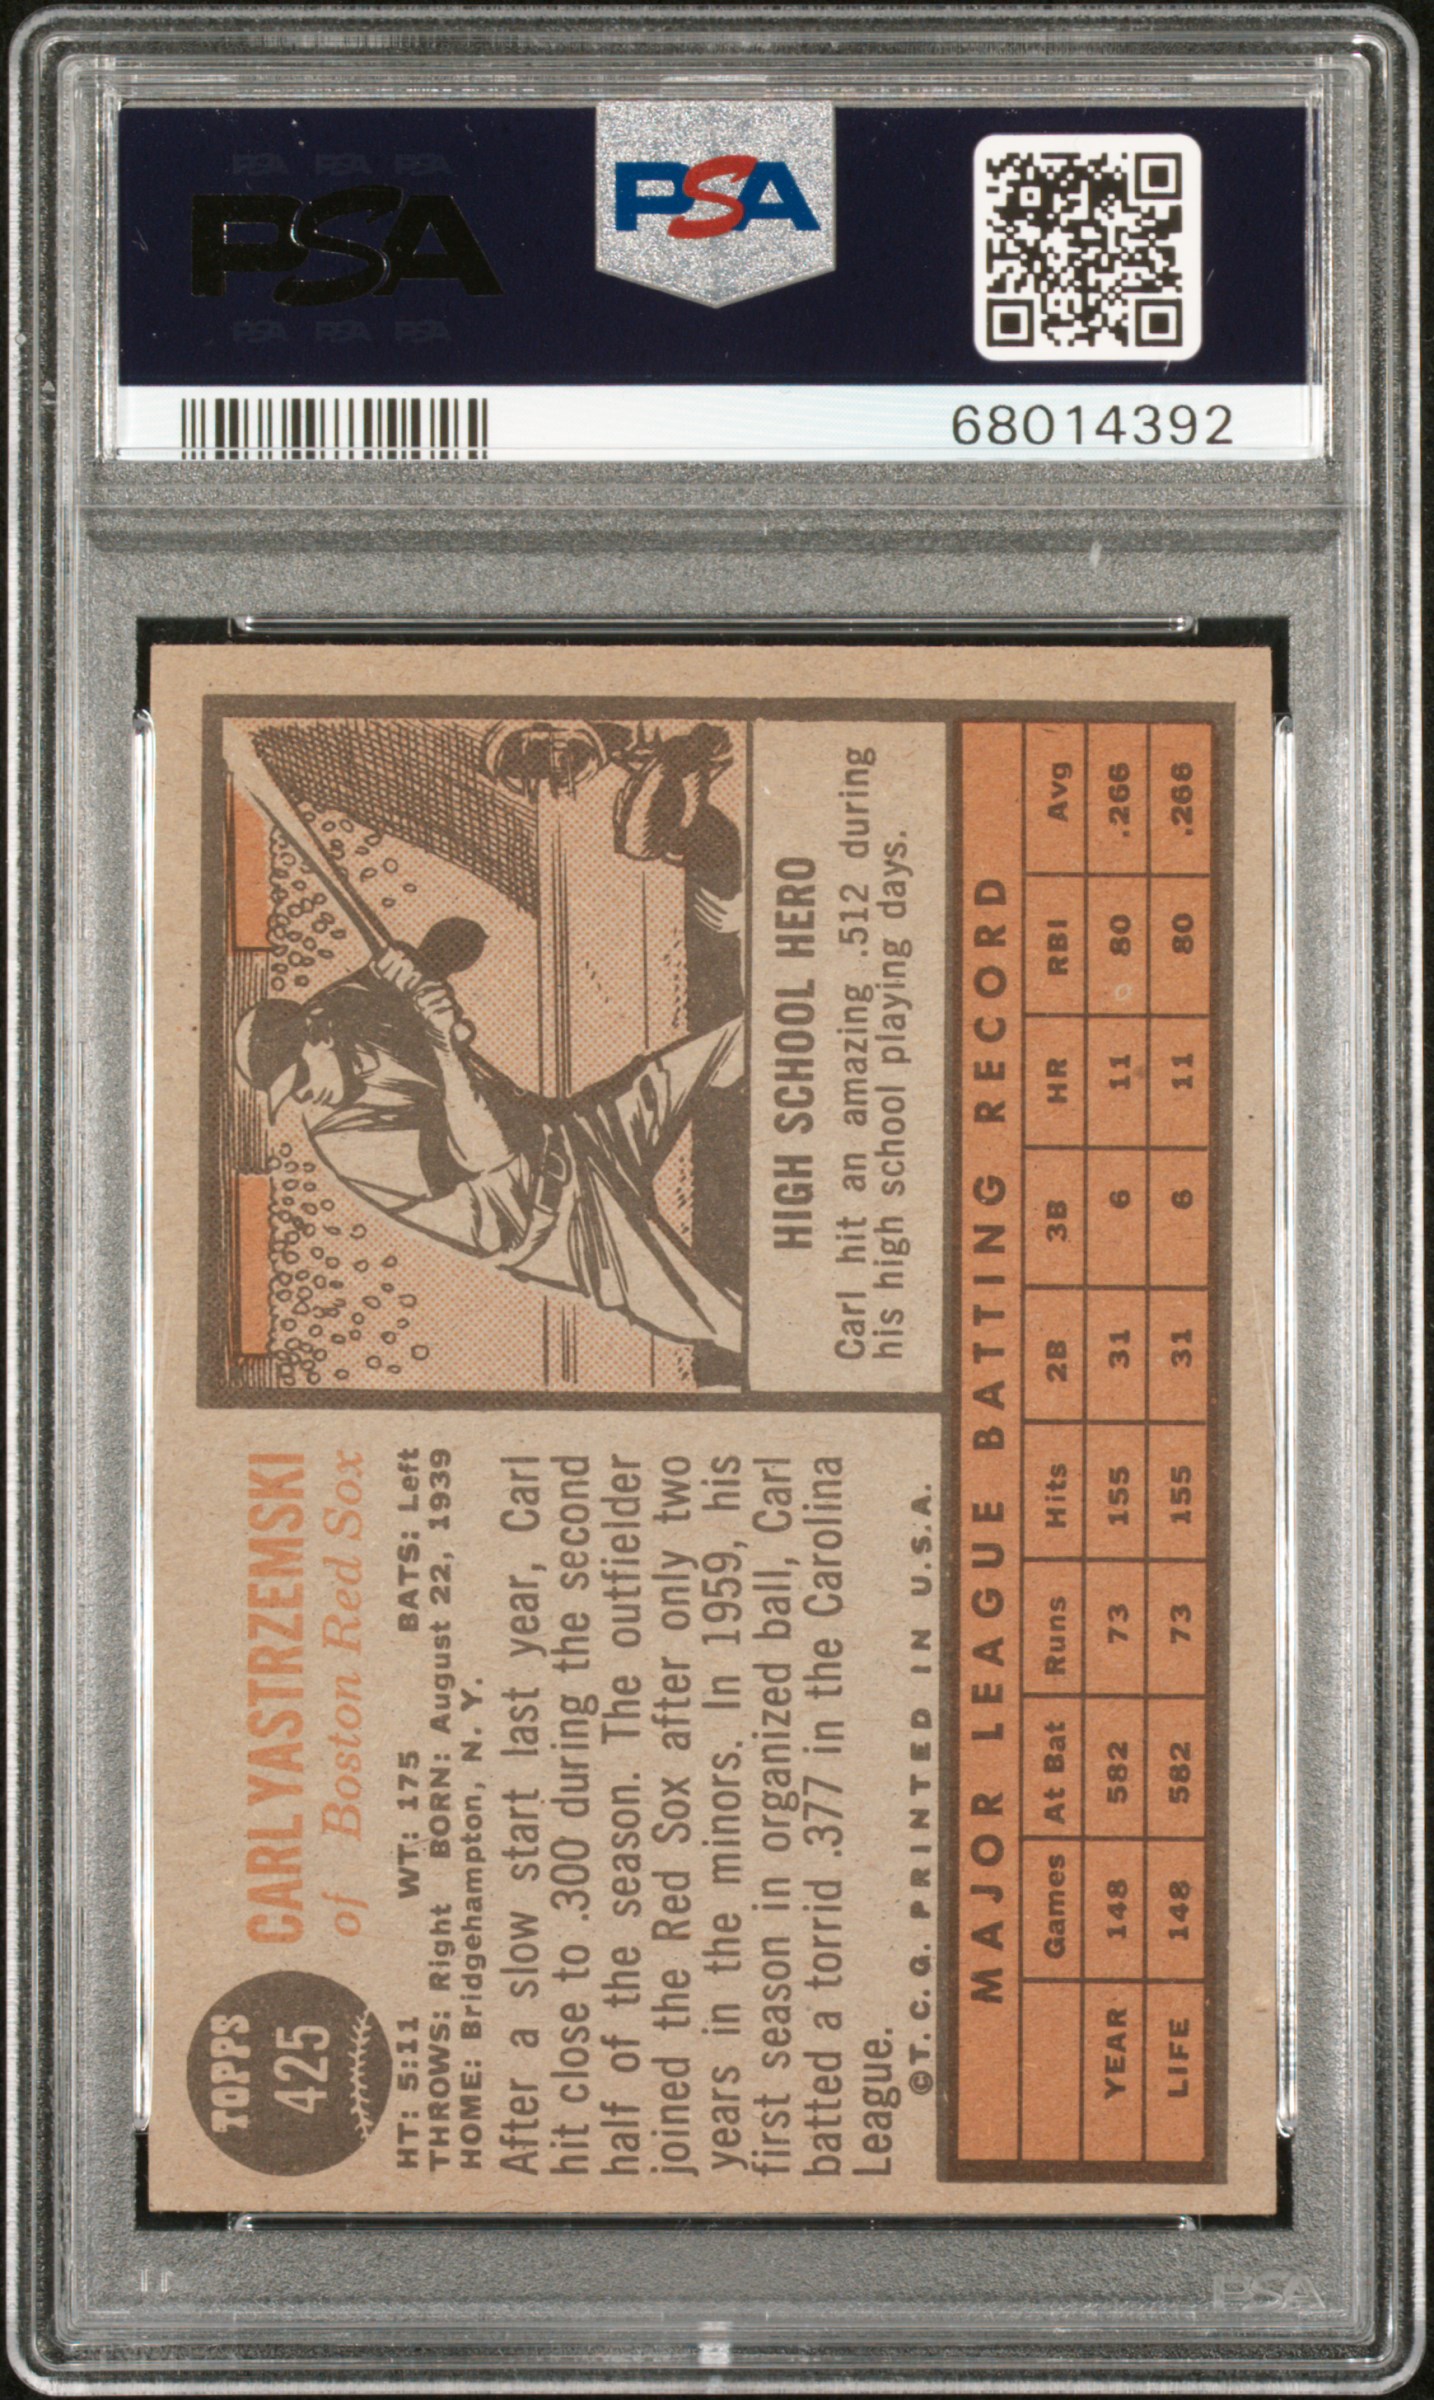 PSA PSA PSA
PSA
PSA PSA PSA
PSA
68014392
TOPPS
425
CARL YASTRZEMSKI
of Boston Red Sox
HT: 5:11 WT: 175 BATS: Left
THROWS: Right BORN: August 22, 1939
HOME: Bridgehampton, N. Y.
After a slow start last year, Carl
hit close to .300 during the second
half of the season. The outfielder
joined the Red Sox after only two
years in the minors. In 1959, his
first season in organized ball, Carl
batted a torrid .377 in the Carolina
League.
©T. C. G. PRINTED IN U.S.A.
HIGH SCHOOL HERO
Carl hit an amazing .512 during
his high school playing days.
MAJOR LEAGUE BATTING RECORD
Games At Bat Runs Hits 2B 3B HR RBI Avg
YEAR 148 582 73 155 31 6 11 80 .266
LIFE 148 582 73 155 31 6 11 80 .266
PSA